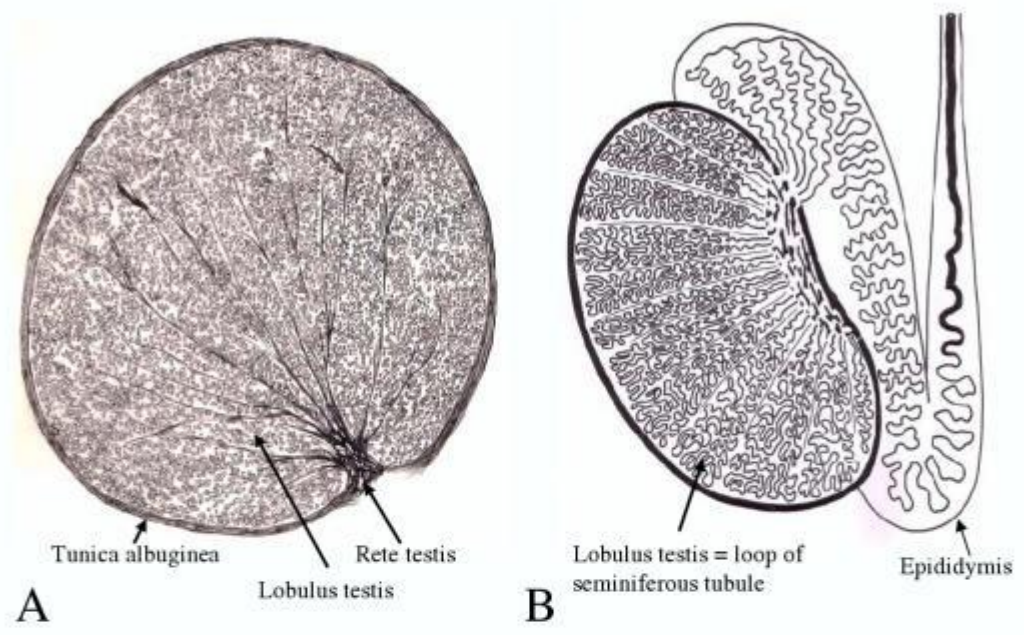 Tunica albuginea
Rete testis
Lobulus testis
A
Lobulus testis = loop of
seminiferous tubule
Epididymis
B